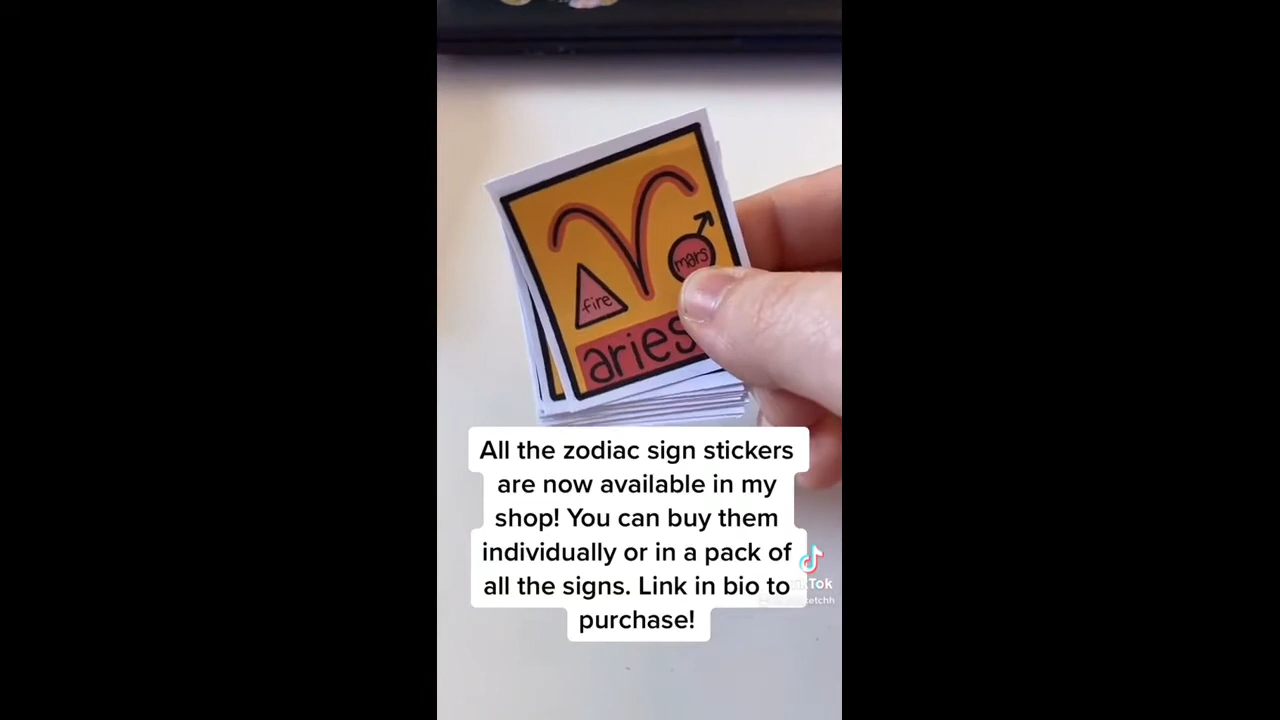 mars
fire
aries
All the zodiac sign stickers
are now available in my
shop! You can buy them
individually or in a pack of
all the signs. Link in bio to
purchase!